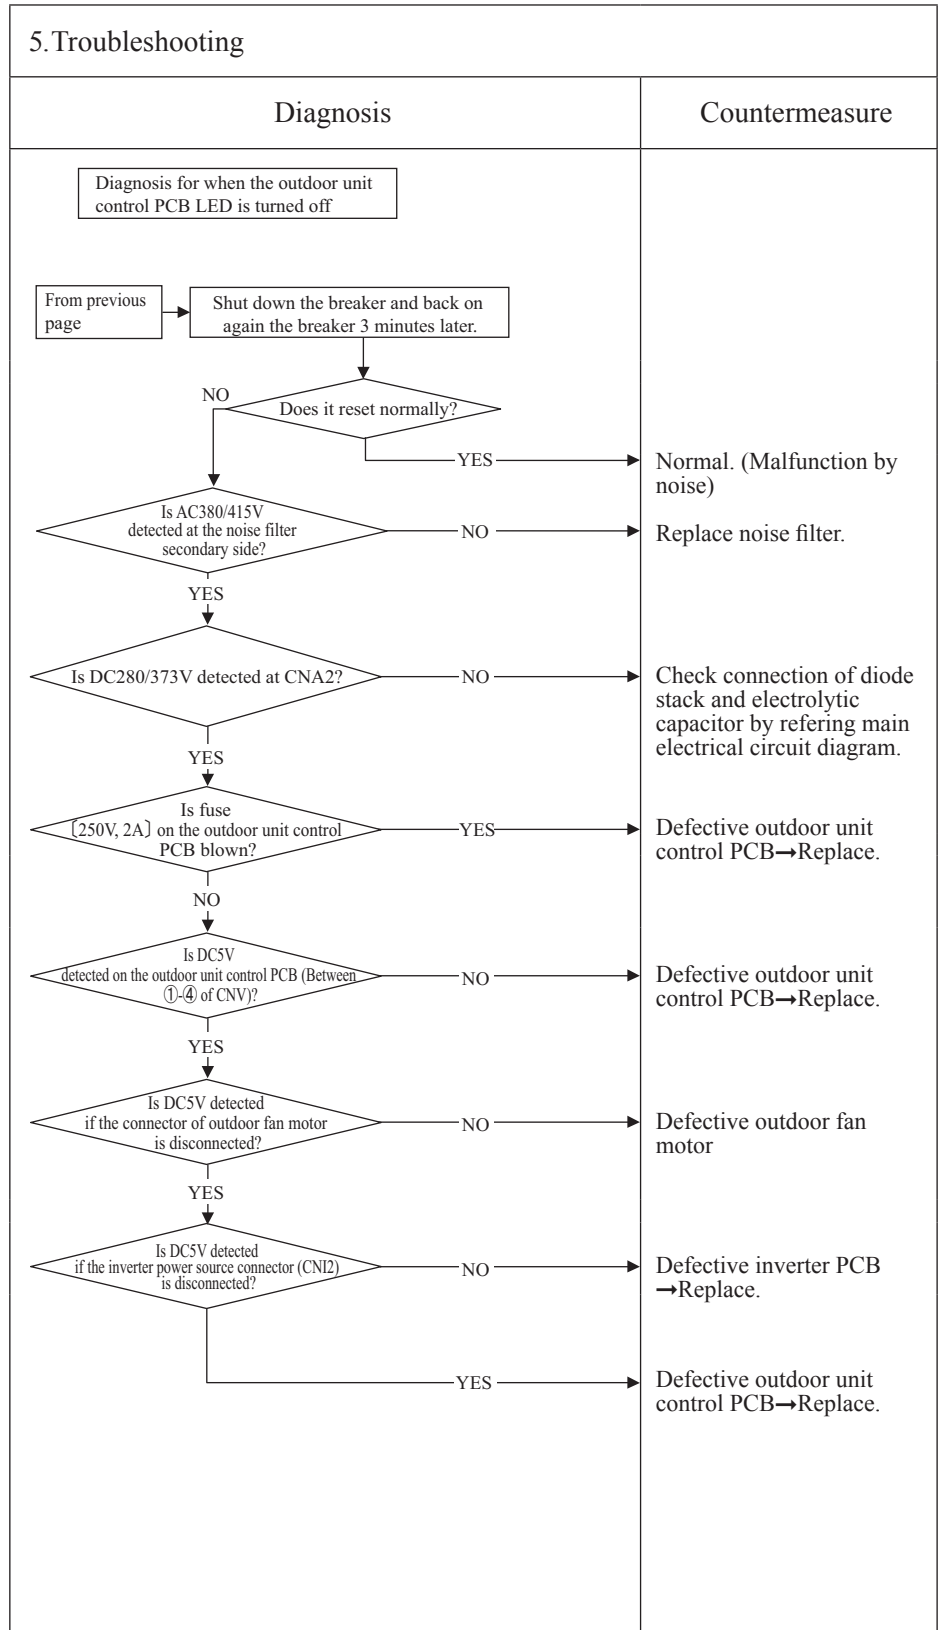 5.Troubleshooting
Diagnosis
Countermeasure
Diagnosis for when the outdoor unit
control PCB LED is turned off
From previous
page
Shut down the breaker and back on
again the breaker 3 minutes later.
NO
Does it reset normally?
YES
Normal. (Malfunction by
noise)
Is AC380/415V
detected at the noise filter
secondary side?
NO
Replace noise filter.
YES
Is DC280/373V detected at CNA2?
NO
Check connection of diode
stack and electrolytic
capacitor by refering main
electrical circuit diagram.
YES
Is fuse
〔250V, 2A〕on the outdoor unit control
PCB blown?
YES
Defective outdoor unit
control PCB→Replace.
NO
Is DC5V
detected on the outdoor unit control PCB (Between
①-④ of CNV)?
NO
Defective outdoor unit
control PCB→Replace.
YES
Is DC5V detected
if the connector of outdoor fan motor
is disconnected?
NO
Defective outdoor fan
motor
YES
Is DC5V detected
if the inverter power source connector (CNI2)
is disconnected?
NO
Defective inverter PCB
→Replace.
YES
Defective outdoor unit
control PCB→Replace.